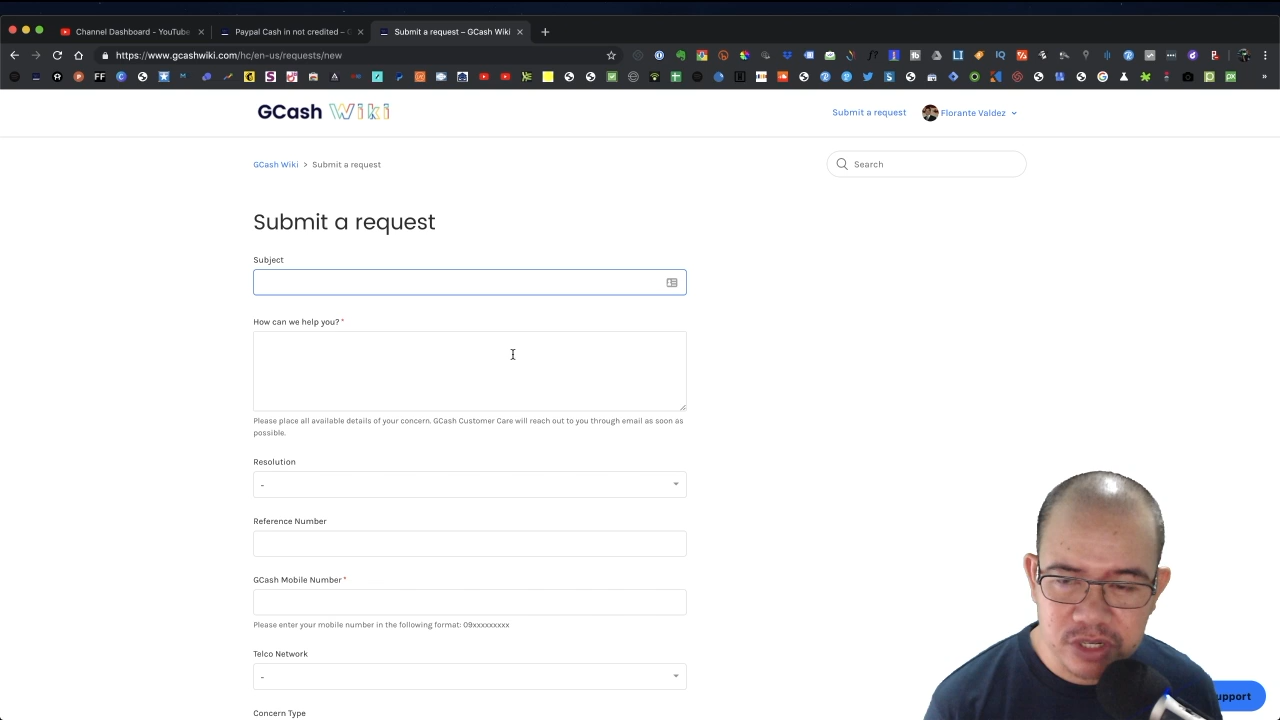 Channel Dashboard - YouTube
Paypal Cash in not credited –
Submit a request – GCash Wiki
https://www.gcashwiki.com/hc/en-us/requests/new
GCash Wiki
Submit a request
Florante Valdez
GCash Wiki > Submit a request
Search
Submit a request
Subject
How can we help you? *
Please place all available details of your concern. GCash Customer Care will reach out to you through email as soon as
possible.
Resolution
-
Reference Number
GCash Mobile Number *
Please enter your mobile number in the following format: 09xxxxxxxxx
Telco Network
-
upport
Concern Type